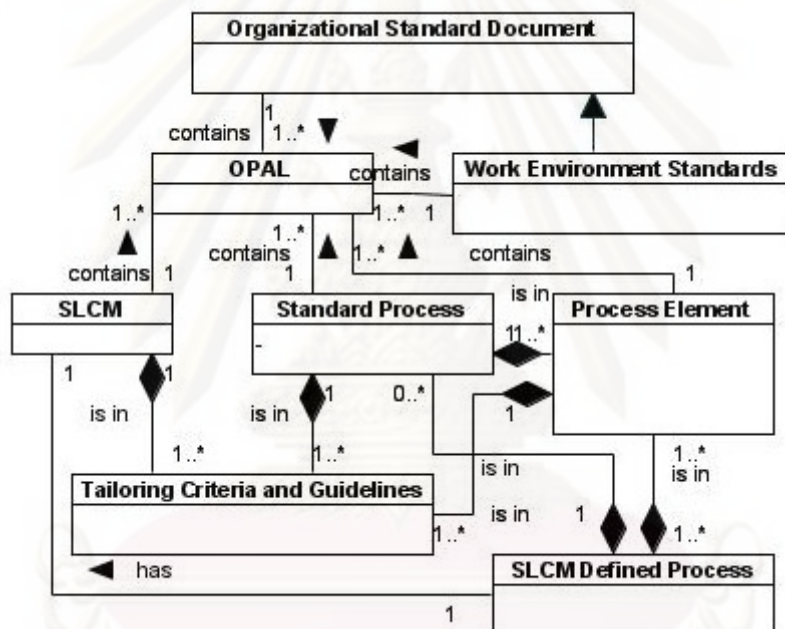 Organizational Standard Document
1
contains 1..*
OPAL
contains
Work Environment Standards
1..*
1..*
1..*
1
contains
1
contains
1
1..*
contains
1
SLCM
Standard Process
is in
Process Element
-
11..*
1
1
is in
is in
1
0..*
1
1..*
1..*
1..*
is in
is in
Tailoring Criteria and Guidelines
1..*
is in
1
1..*
has
SLCM Defined Process
1